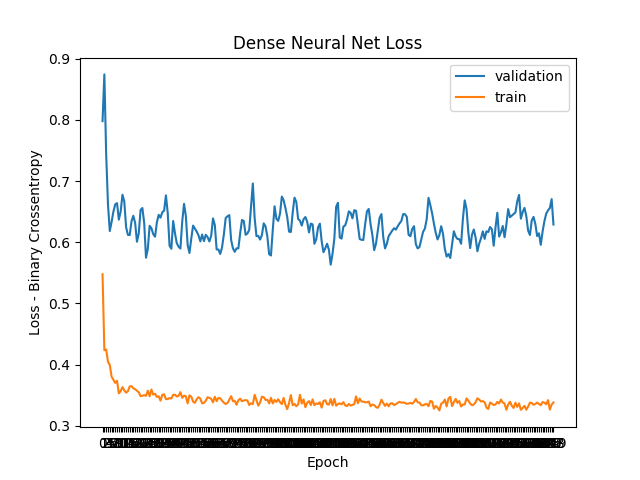 Dense Neural Net Loss
validation
train
Loss - Binary Crossentropy
0.9
0.8
0.7
0.6
0.5
0.4
0.3
Epoch